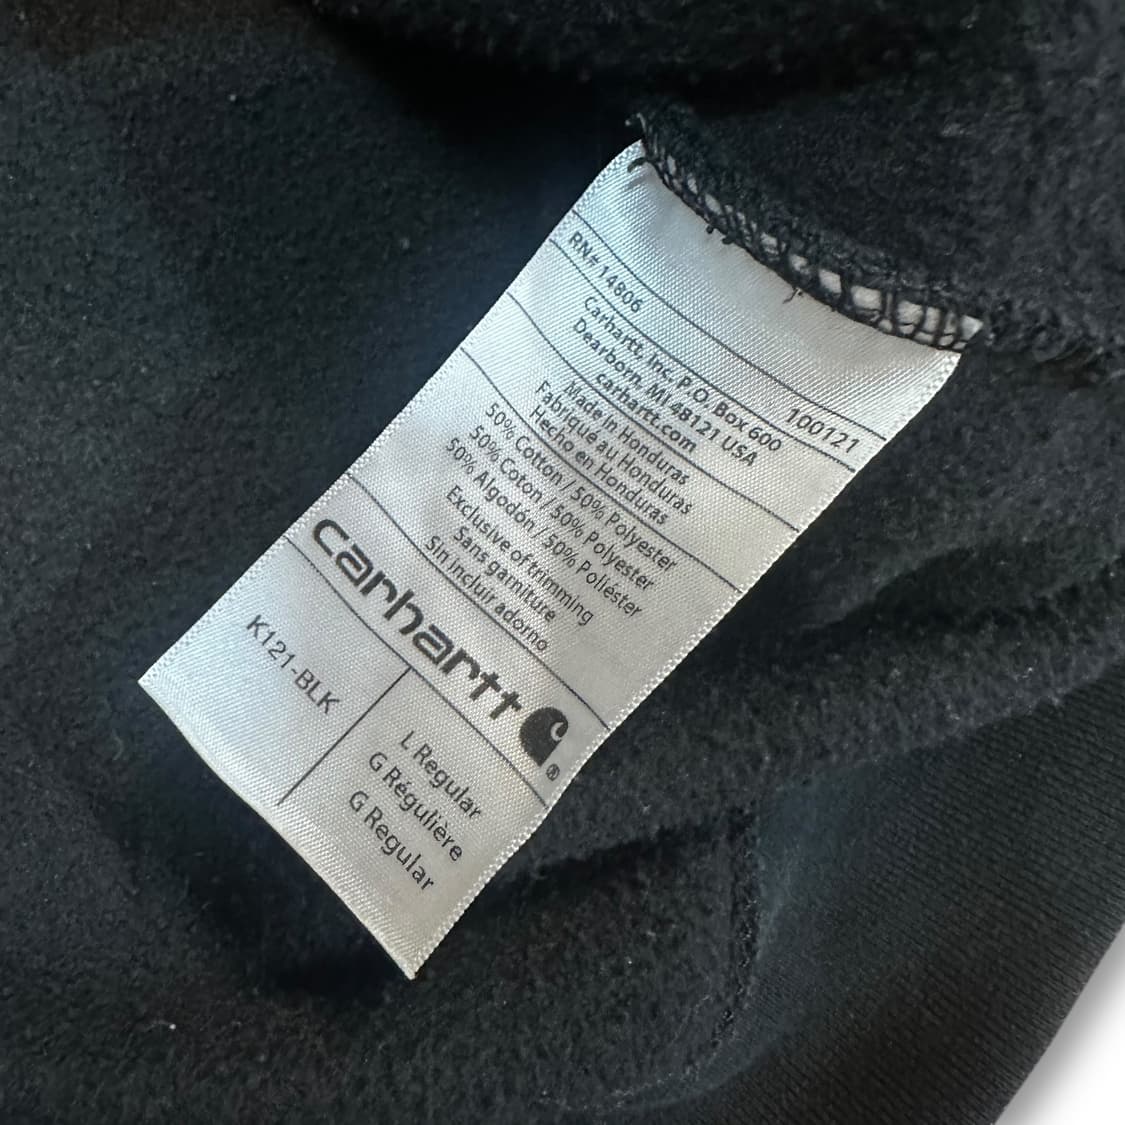 RN# 14806 100121
Carhartt, Inc. P.O. Box 600
Dearborn, MI 48121 USA
carhartt.com
Made in Honduras
Fabriqué au Honduras
Hecho en Honduras
50% Cotton / 50% Polyester
50% Coton / 50% Polyester
50% Algodón / 50% Poliéster
Exclusive of trimming
Sans garniture
Sin incluir adorno
carhartt ®
K121-BLK
L Regular
G Régulière
G Regular